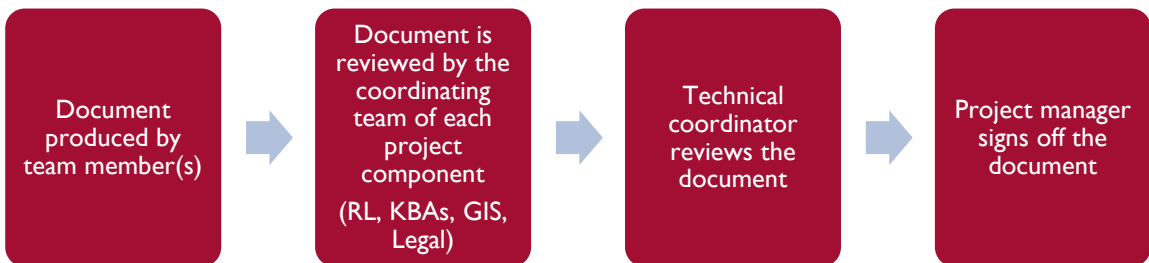 Document
produced by
team member(s)
Document is
reviewed by the
coordinating
team of each
project
component
(RL, KBAs, GIS,
Legal)
Technical
coordinator
reviews the
document
Project manager
signs off the
document